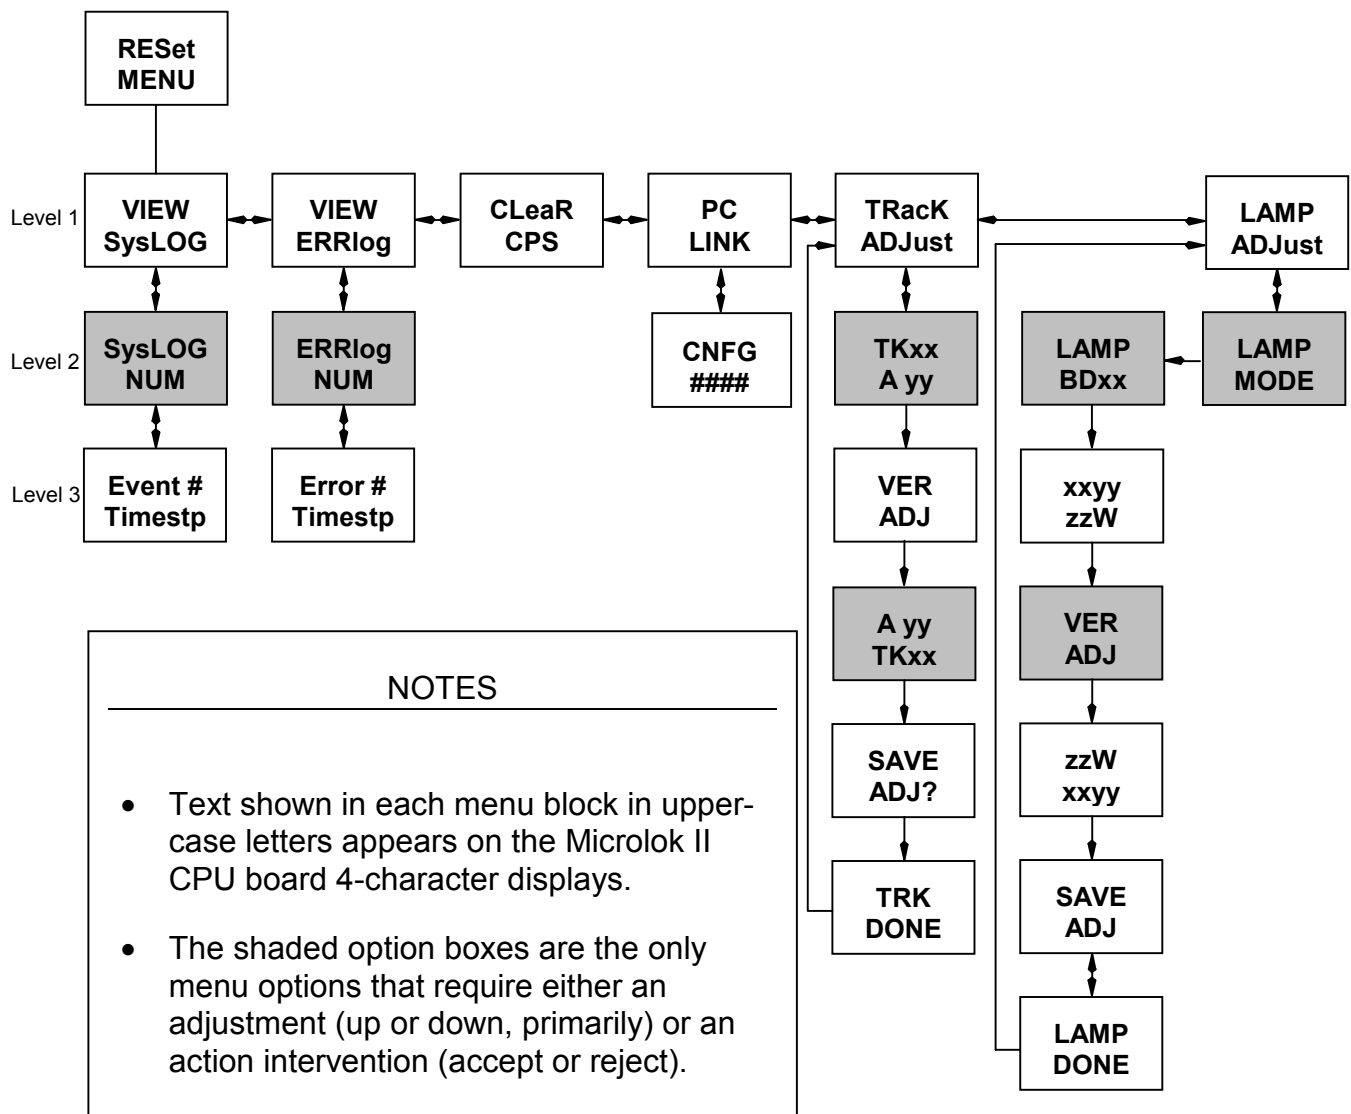 RESet
MENU
Level 1
VIEW
SysLOG
VIEW
ERRlog
CLeaR
CPS
PC
LINK
TRacK
ADJust
LAMP
ADJust
Level 2
SysLOG
NUM
ERRlog
NUM
CNFG
####
TKxx
A yy
LAMP
BDxx
LAMP
MODE
Level 3
Event #
Timestp
Error #
Timestp
VER
ADJ
xxyy
zzW
A yy
TKxx
VER
ADJ
SAVE
ADJ?
zzW
xxyy
TRK
DONE
SAVE
ADJ
LAMP
DONE
NOTES
• Text shown in each menu block in upper-
case letters appears on the Microlok II
CPU board 4-character displays.
• The shaded option boxes are the only
menu options that require either an
adjustment (up or down, primarily) or an
action intervention (accept or reject).